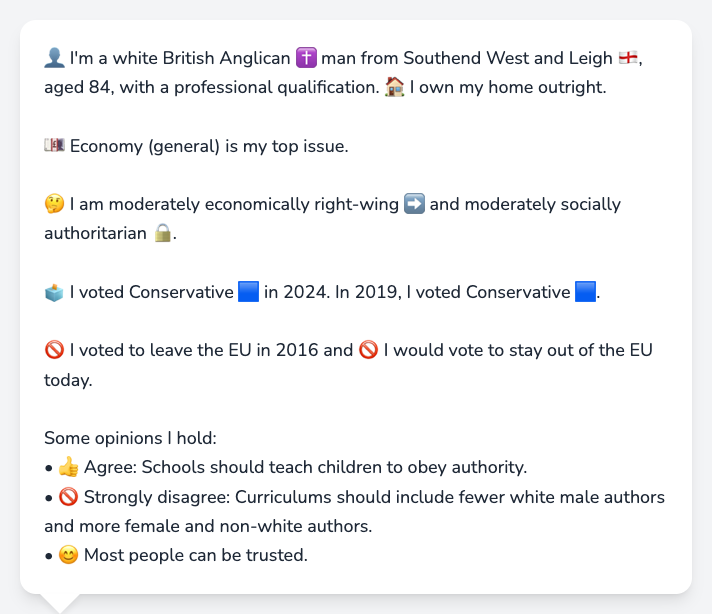 👤 I'm a white British Anglican ✝️ man from Southend West and Leigh 🏴󠁧󠁢󠁥󠁮󠁧󠁿,
aged 84, with a professional qualification. 🏠 I own my home outright.
💷 Economy (general) is my top issue.
🤔 I am moderately economically right-wing ➡️ and moderately socially
authoritarian 🔒.
🗳️ I voted Conservative 🟦 in 2024. In 2019, I voted Conservative 🟦.
🚫 I voted to leave the EU in 2016 and 🚫 I would vote to stay out of the EU
today.
Some opinions I hold:
• 👍 Agree: Schools should teach children to obey authority.
• 🚫 Strongly disagree: Curriculums should include fewer white male authors
and more female and non-white authors.
• 😊 Most people can be trusted.